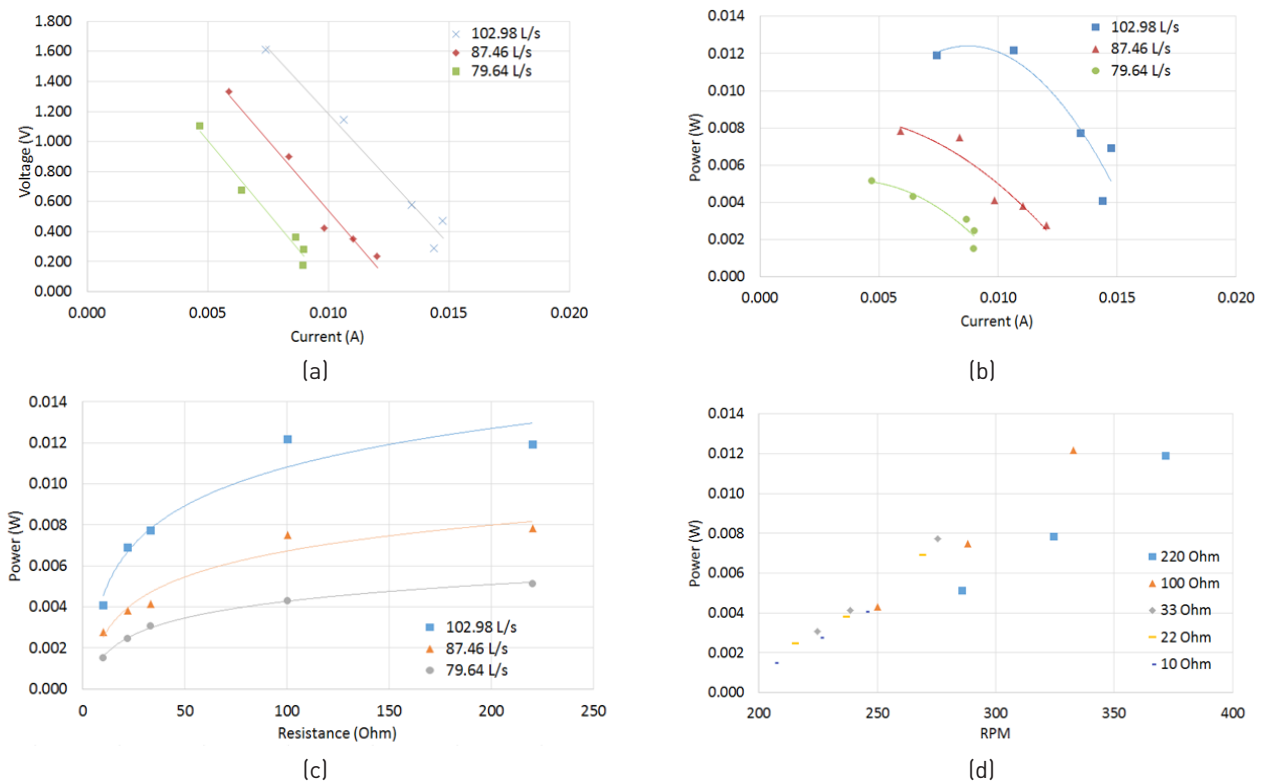 1.800
1.600
1.400
1.200
1.000
0.800
0.600
0.400
0.200
0.000
Voltage (V)
0.000 0.005 0.010 0.015 0.020
Current (A)
102.98 L/s
87.46 L/s
79.64 L/s
(a)
0.014
0.012
0.010
0.008
0.006
0.004
0.002
0.000
Power (W)
0.000 0.005 0.010 0.015 0.020
Current (A)
102.98 L/s
87.46 L/s
79.64 L/s
(b)
0.014
0.012
0.010
0.008
0.006
0.004
0.002
0.000
Power (W)
0 50 100 150 200 250
Resistance (Ohm)
102.98 L/s
87.46 L/s
79.64 L/s
(c)
0.014
0.012
0.010
0.008
0.006
0.004
0.002
0.000
Power (W)
200 250 300 350 400
RPM
220 Ohm
100 Ohm
33 Ohm
22 Ohm
10 Ohm
(d)